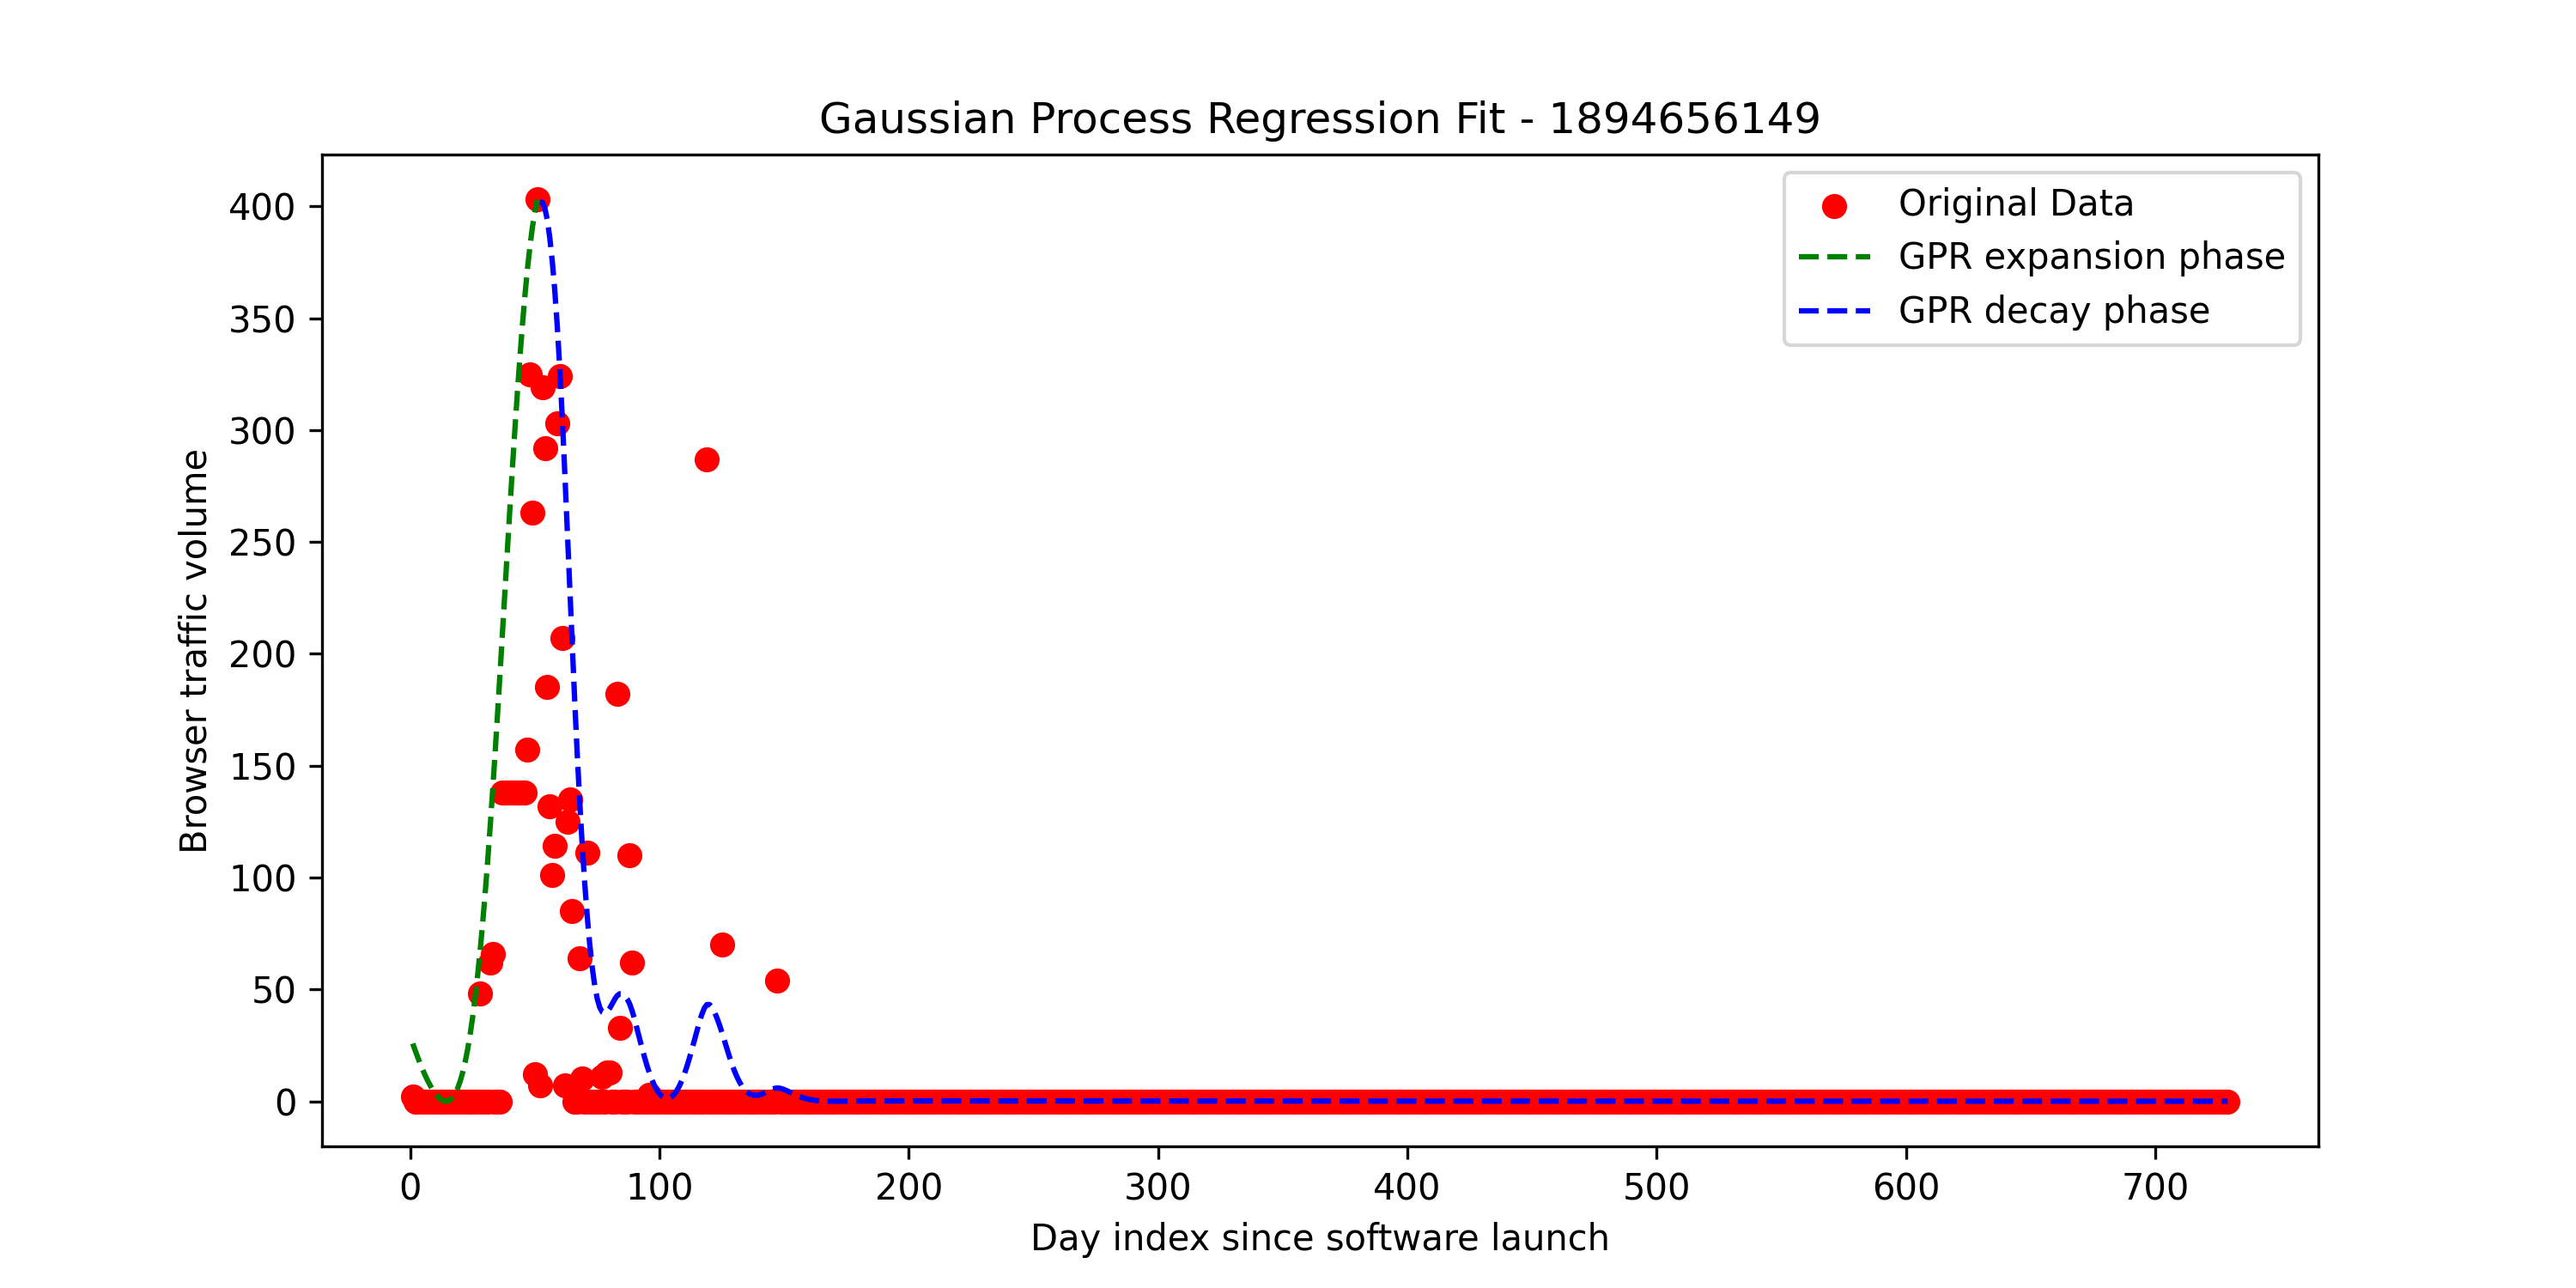 Gaussian Process Regression Fit - 1894656149
Original Data
GPR expansion phase
GPR decay phase
Browser traffic volume
400
350
300
250
200
150
100
50
0
0 100 200 300 400 500 600 700
Day index since software launch